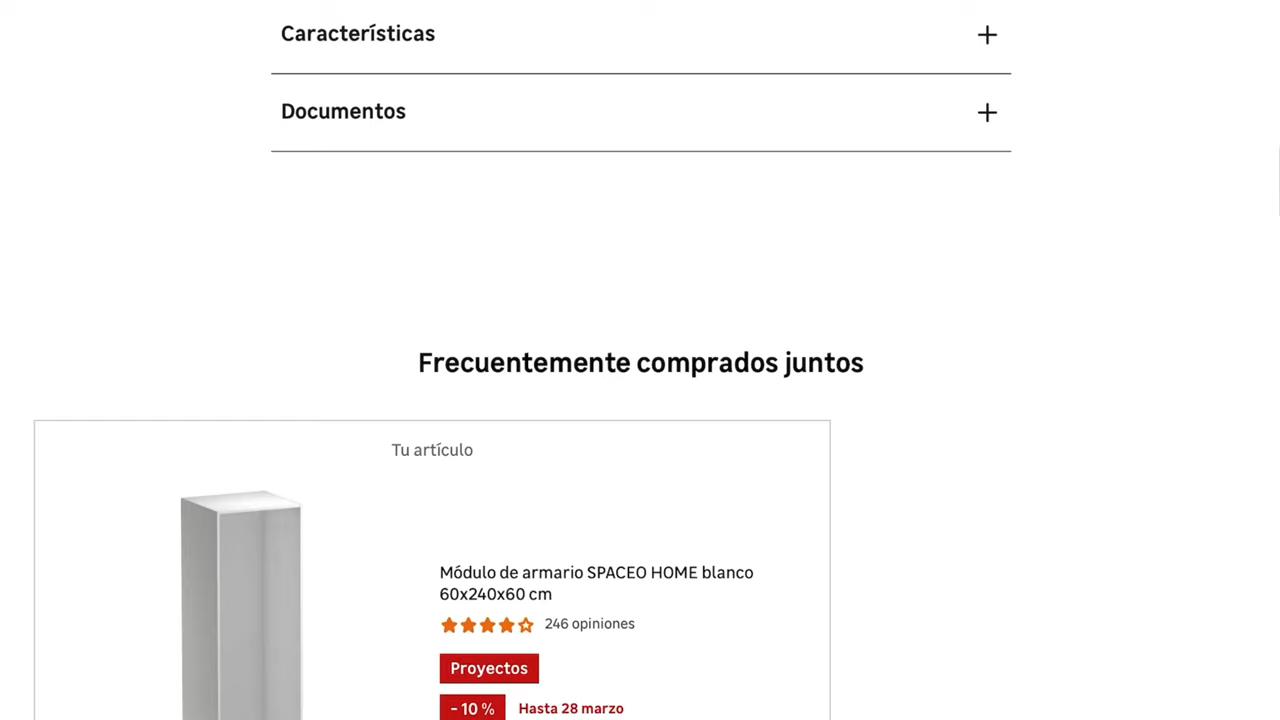 Características
Documentos
Frecuentemente comprados juntos
Tu artículo
Módulo de armario SPACEO HOME blanco
60x240x60 cm
246 opiniones
Proyectos
- 10 % Hasta 28 marzo